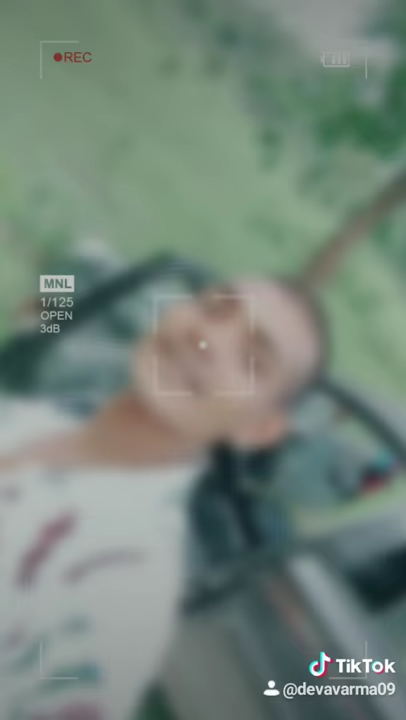 REC
MNL
1/125
OPEN
3dB
TikTok
@devavarma09